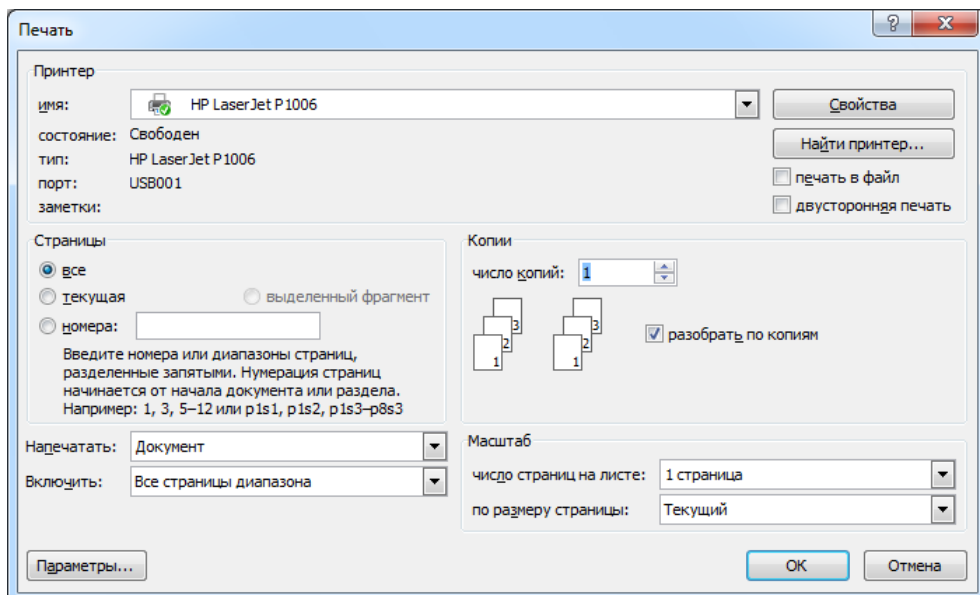 Печать
Принтер
имя: HP LaserJet P1006 Свойства
состояние: Свободен Найти принтер...
тип: HP LaserJet P1006
порт: USB001 печать в файл
заметки: двусторонняя печать
Страницы
все
текущая выделенный фрагмент
номера:
Введите номера или диапазоны страниц,
разделенные запятыми. Нумерация страниц
начинается от начала документа или раздела.
Например: 1, 3, 5–12 или p1s1, p1s2, p1s3–p8s3
Копии
число копий: 1
3 3
2 2
1 1
разобрать по копиям
Напечатать: Документ
Включить: Все страницы диапазона
Масштаб
число страниц на листе: 1 страница
по размеру страницы: Текущий
Параметры... ОК Отмена